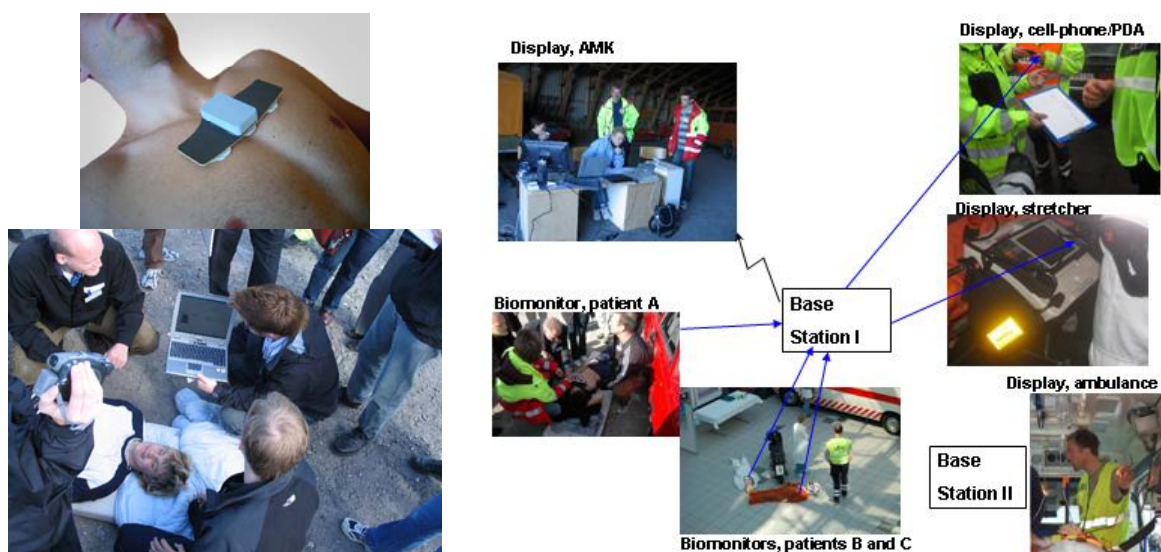 Display, AMK
Display, cell-phone/PDA
Display, stretcher
Biomonitor, patient A
Base
Station I
Display, ambulance
Base
Station II
Biomonitors, patients B and C